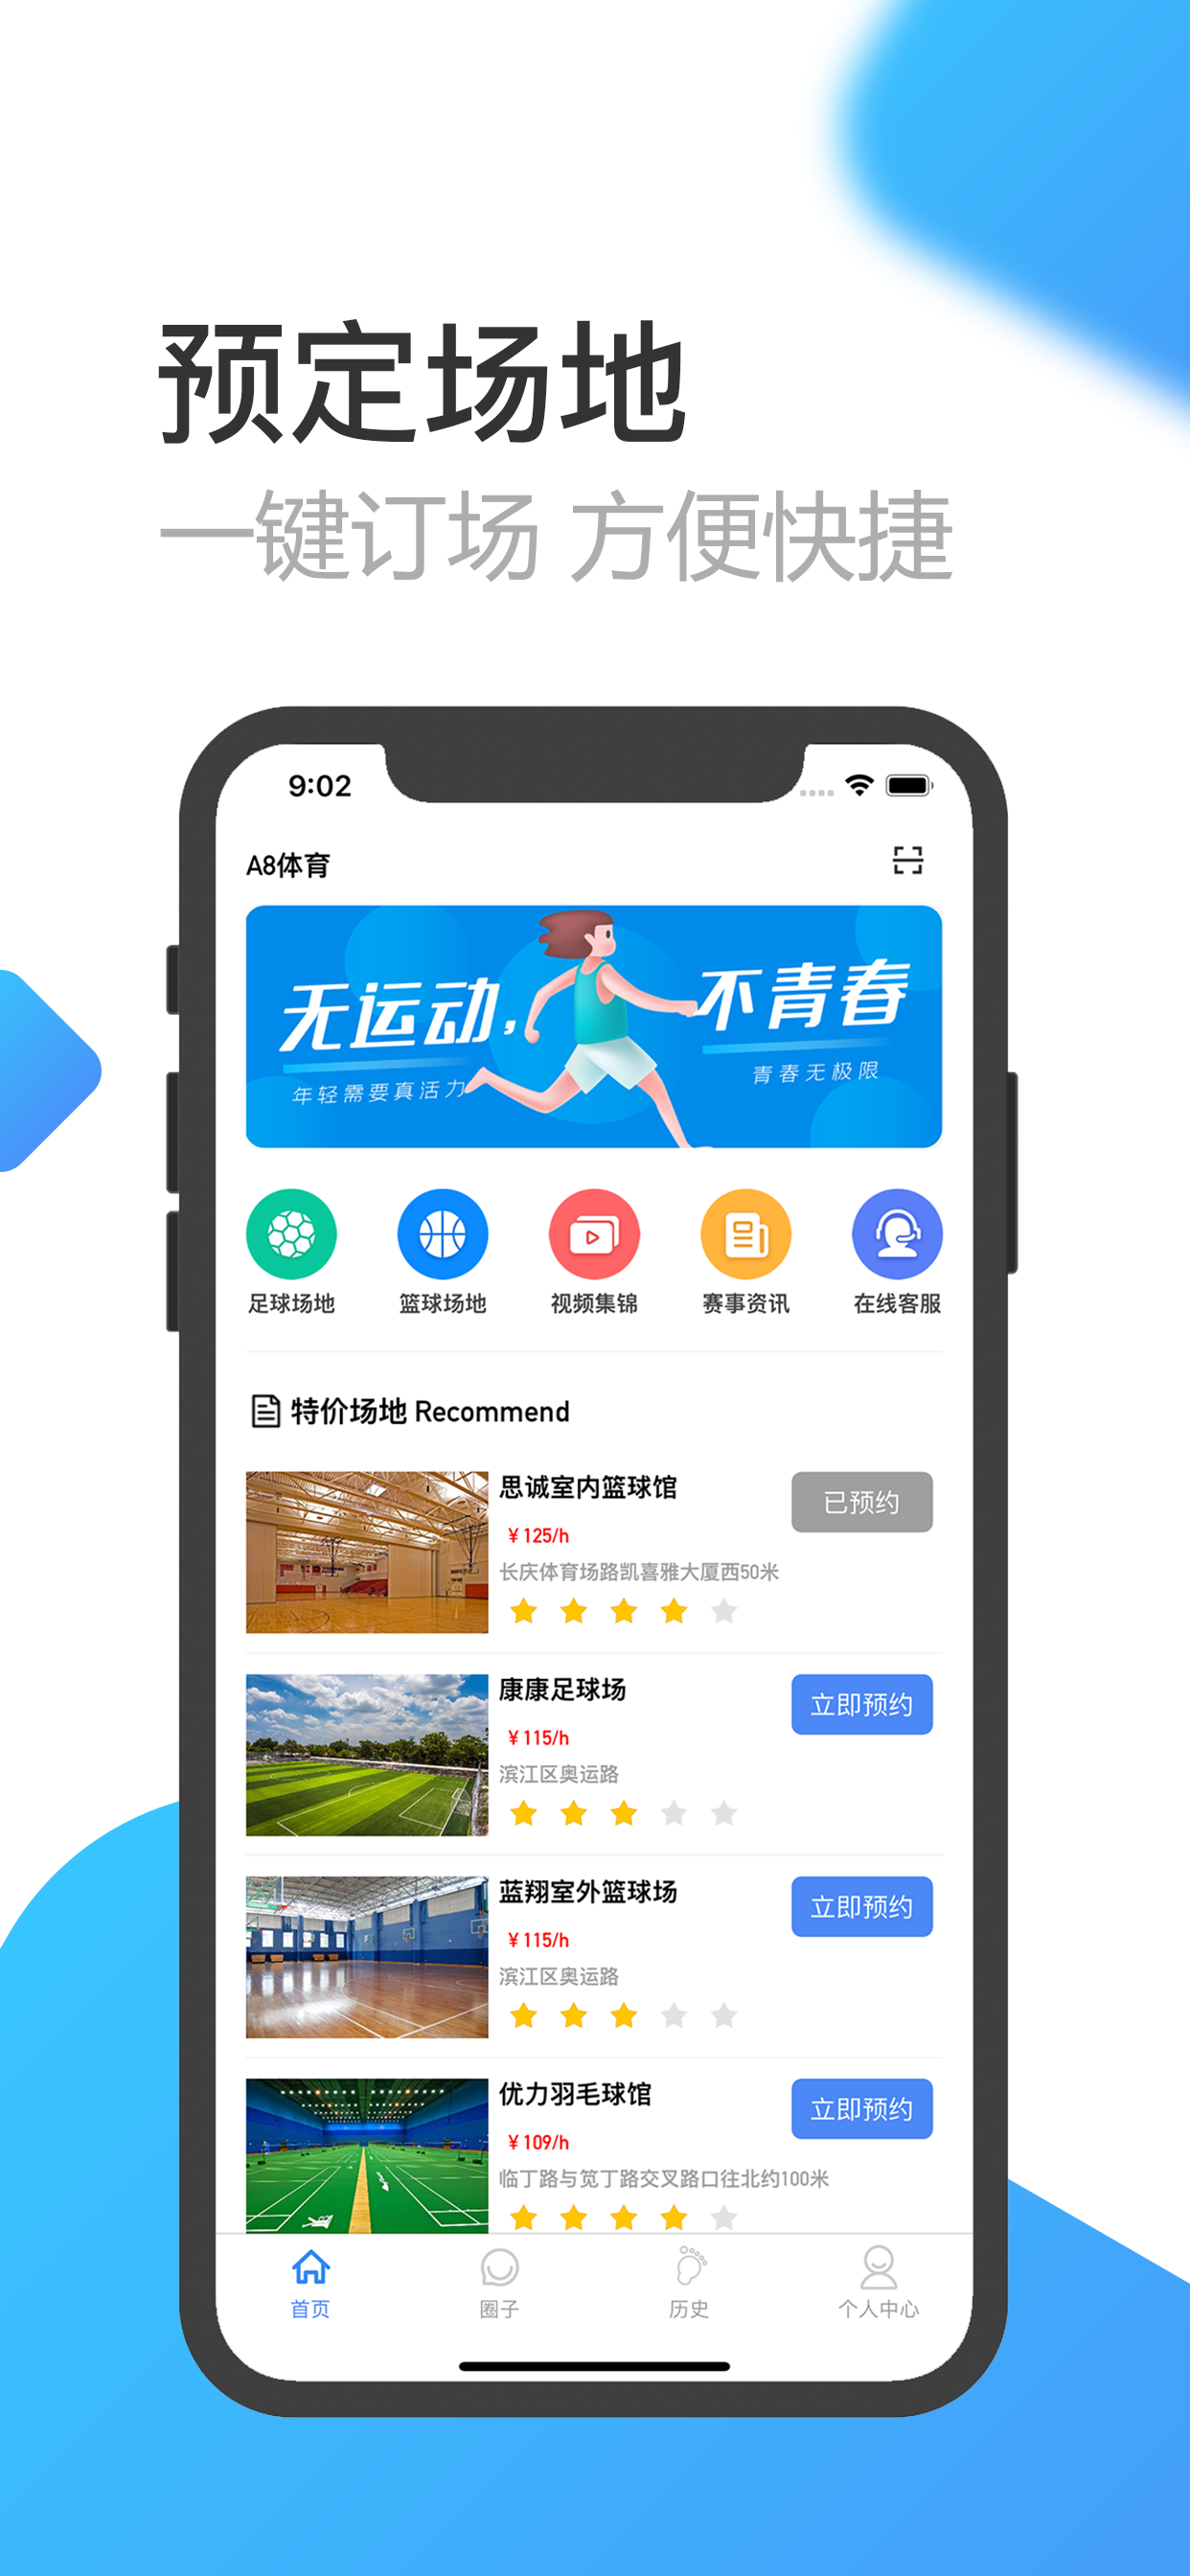 预定场地
一键订场 方便快捷
9:02
A8体育
无运动,
不青春
年轻需要真活力
青春无极限
足球场地
篮球场地
视频集锦
赛事资讯
在线客服
特价场地 Recommend
思诚室内篮球馆
已预约
¥125/h
长庆体育场路凯喜雅大厦西50米
康康足球场
立即预约
¥115/h
滨江区奥运路
蓝翔室外篮球场
立即预约
¥115/h
滨江区奥运路
优力羽毛球馆
立即预约
¥109/h
临丁路与笕丁路交叉路口往北约100米
首页
圈子
历史
个人中心